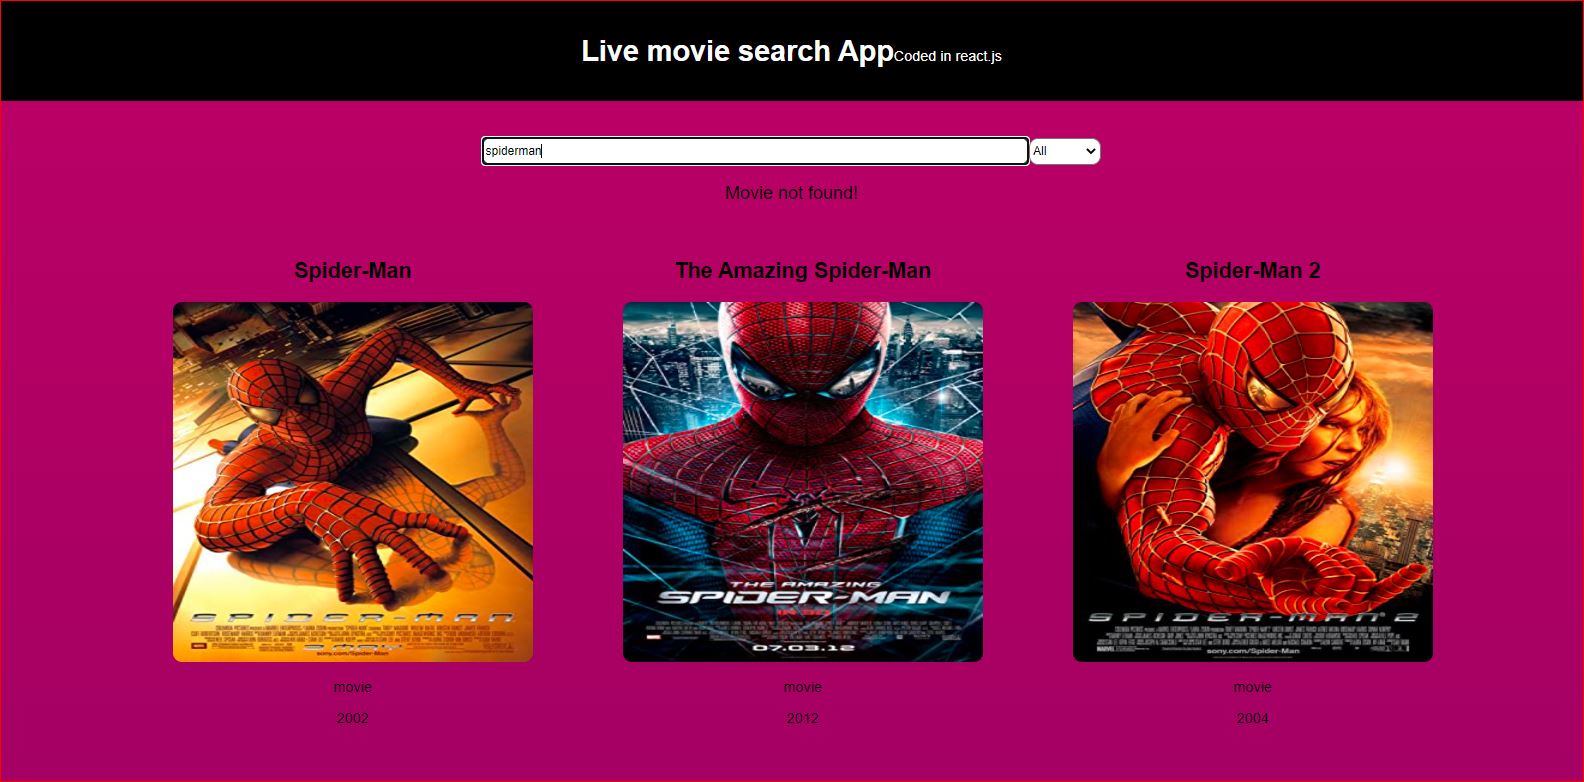 Live movie search App Coded in react.js
spiderman All
Movie not found!
Spider-Man
The Amazing Spider-Man
Spider-Man 2
SPIDER-MAN
sony.com/Spider-Man
THE AMAZING
SPIDER-MAN
IN 3D
07.03.12
SPIDER-MAN 2
sony.com/Spider-Man
movie
movie
movie
2002
2012
2004